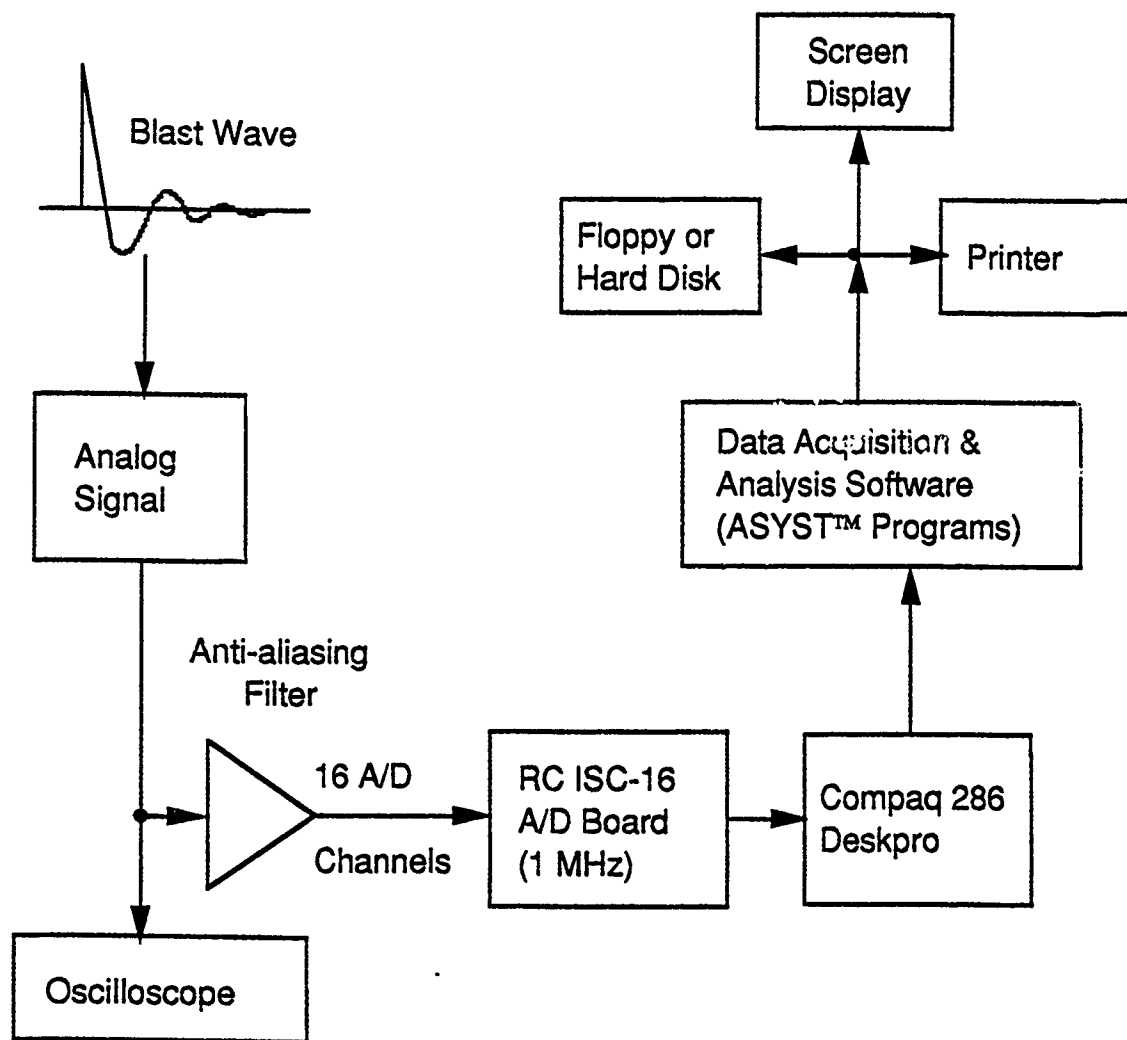 Screen
Display
Blast Wave
Floppy or
Hard Disk
Printer
Analog
Signal
Data Acquisition &
Analysis Software
(ASYST™ Programs)
Anti-aliasing
Filter
16 A/D
Channels
RC ISC-16
A/D Board
(1 MHz)
Compaq 286
Deskpro
Oscilloscope